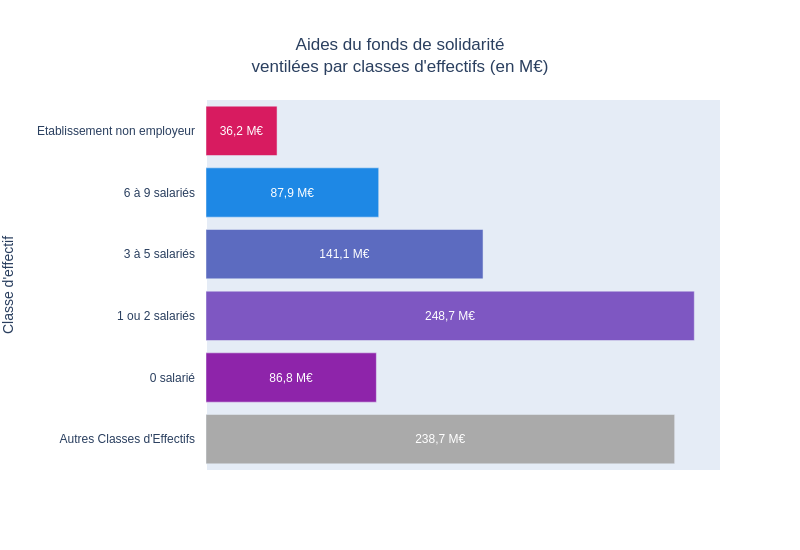 Aides du fonds de solidarité
ventilées par classes d'effectifs (en M€)
Classe d'effectif
Etablissement non employeur
36,2 M€
6 à 9 salariés
87,9 M€
3 à 5 salariés
141,1 M€
1 ou 2 salariés
248,7 M€
0 salarié
86,8 M€
Autres Classes d'Effectifs
238,7 M€